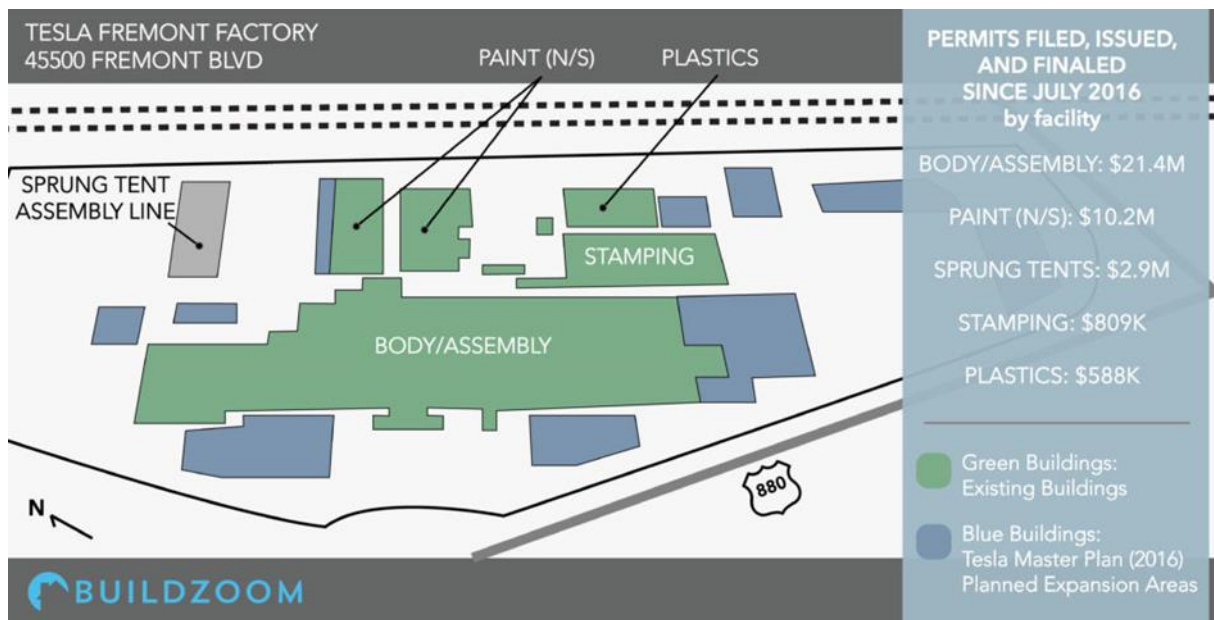 TESLA FREMONT FACTORY
45500 FREMONT BLVD
PAINT (N/S)
PLASTICS
SPRUNG TENT
ASSEMBLY LINE
STAMPING
BODY/ASSEMBLY
N
880
BUILDZOOM
PERMITS FILED, ISSUED,
AND FINALED
SINCE JULY 2016
by facility
BODY/ASSEMBLY: $21.4M
PAINT (N/S): $10.2M
SPRUNG TENTS: $2.9M
STAMPING: $809K
PLASTICS: $588K
Green Buildings:
Existing Buildings
Blue Buildings:
Tesla Master Plan (2016)
Planned Expansion Areas